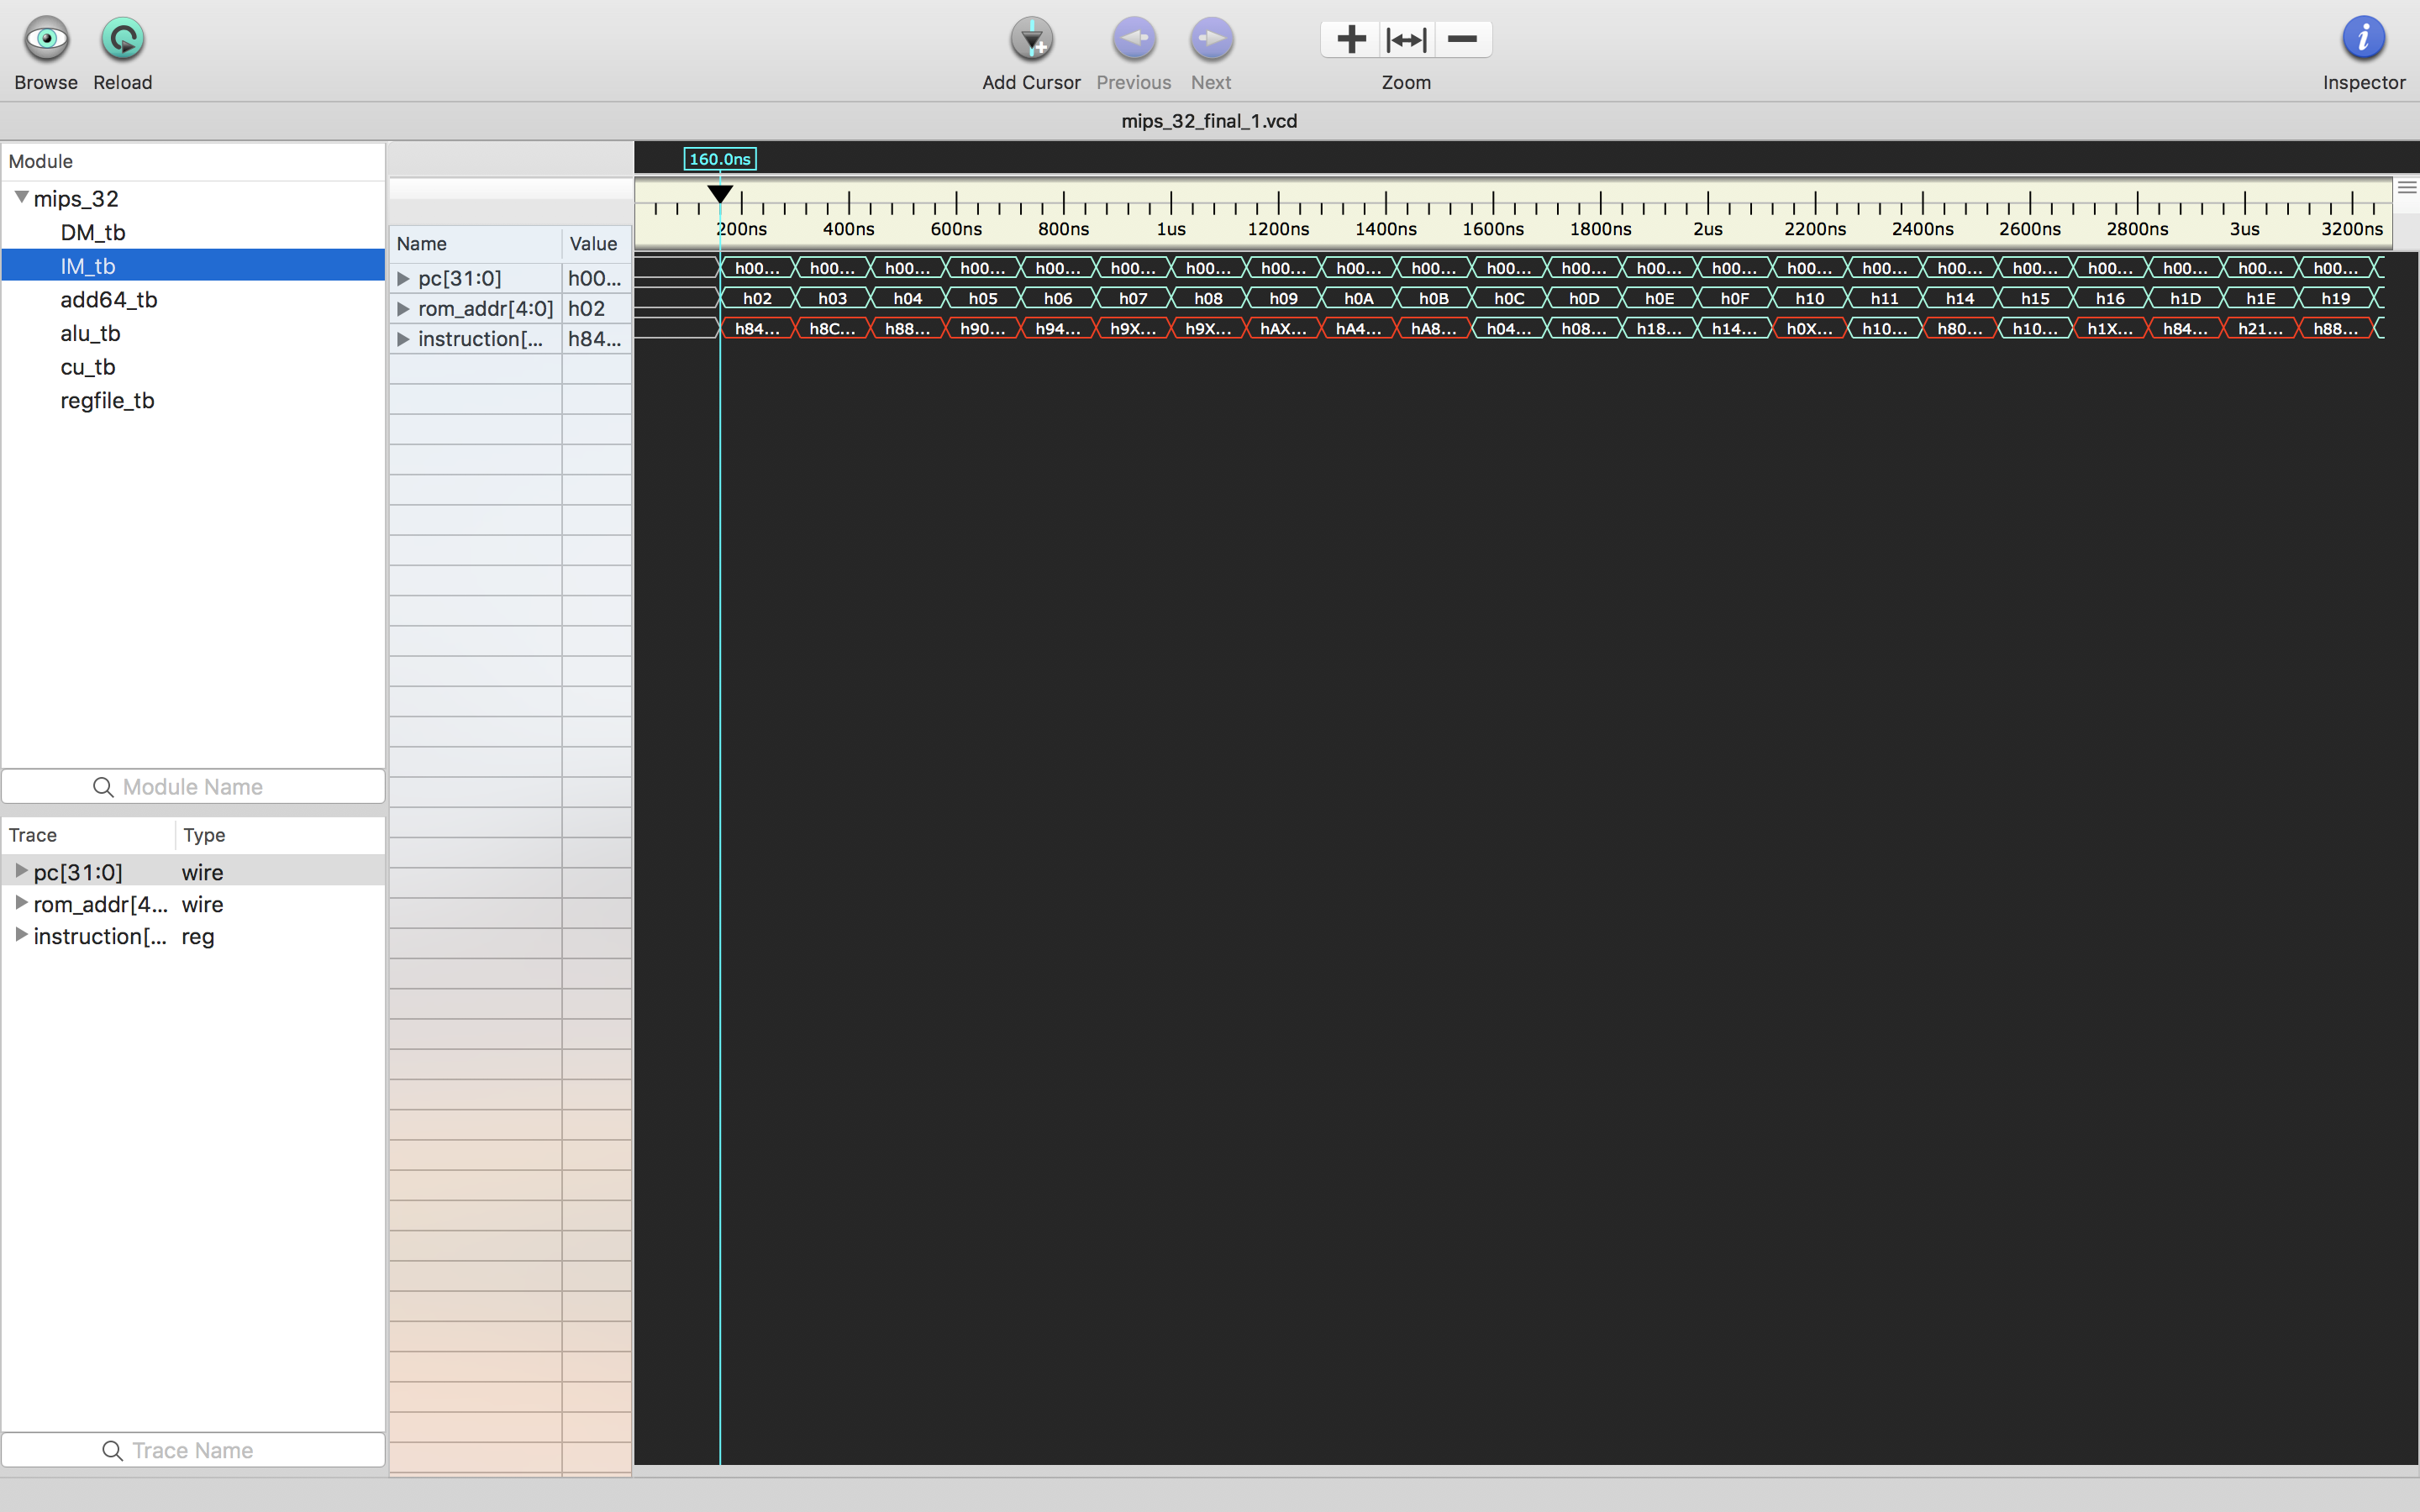 Browse Reload Add Cursor Previous Next Zoom Inspector
mips_32_final_1.vcd
Module
mips_32
DM_tb
IM_tb
add64_tb
alu_tb
cu_tb
regfile_tb
Module Name
Trace Type
pc[31:0] wire
rom_addr[4... wire
instruction[... reg
Trace Name
160.0ns
200ns 400ns 600ns 800ns 1us 1200ns 1400ns 1600ns 1800ns 2us 2200ns 2400ns 2600ns 2800ns 3us 3200ns
Name Value
pc[31:0] h00... h00... h00... h00... h00... h00... h00... h00... h00... h00... h00... h00... h00... h00... h00... h00... h00... h00... h00... h00... h00... h00... h00...
rom_addr[4:0] h02 h02 h03 h04 h05 h06 h07 h08 h09 h0A h0B h0C h0D h0E h0F h10 h11 h14 h15 h16 h1D h1E h19
instruction[... h84... h84... h8C... h88... h90... h94... h9X... h9X... hAX... hA4... hA8... h04... h08... h18... h14... h0X... h10... h80... h10... h1X... h84... h21... h88...